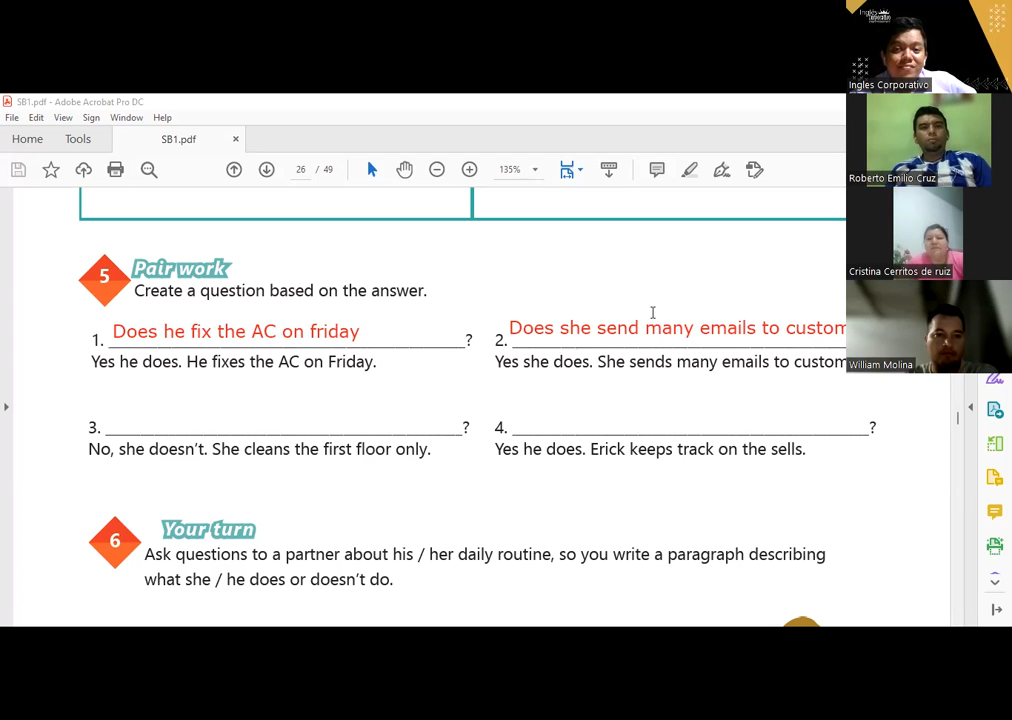 Inglés
Corporativo
Ingles Corporativo
SB1.pdf - Adobe Acrobat Pro DC
File Edit View Sign Window Help
Home Tools SB1.pdf ×
26 / 49 135%
Roberto Emilio Cruz
Cristina Cerritos de ruiz
William Molina
5 Pair work
Create a question based on the answer.
1. Does he fix the AC on friday ?
Yes he does. He fixes the AC on Friday.
2. Does she send many emails to custom
Yes she does. She sends many emails to custom
3. ?
No, she doesn't. She cleans the first floor only.
4. ?
Yes he does. Erick keeps track on the sells.
6 Your turn
Ask questions to a partner about his / her daily routine, so you write a paragraph describing
what she / he does or doesn't do.